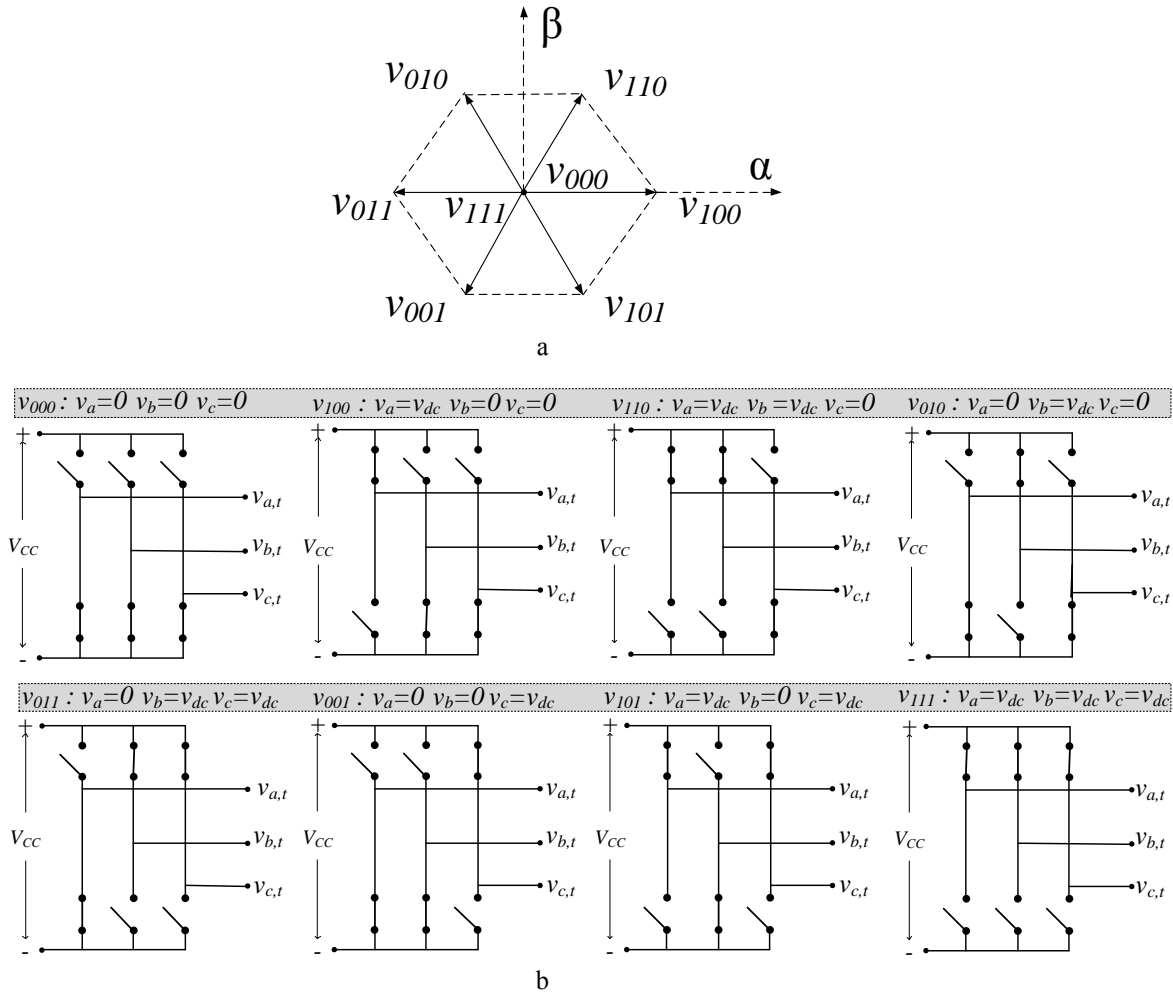 β
v010
v110
α
v000
v011
v111
v100
v001
v101
a
v000 : va=0 vb=0 vc=0
v100 : va=vdc vb=0 vc=0
v110 : va=vdc vb=vdc vc=0
v010 : va=0 vb=vdc vc=0
+
VCC
-
va,t
vb,t
vc,t
+
VCC
-
va,t
vb,t
vc,t
+
VCC
-
va,t
vb,t
vc,t
+
VCC
-
va,t
vb,t
vc,t
v011 : va=0 vb=vdc vc=vdc
v001 : va=0 vb=0 vc=vdc
v101 : va=vdc vb=0 vc=vdc
v111 : va=vdc vb=vdc vc=vdc
+
VCC
-
va,t
vb,t
vc,t
+
VCC
-
va,t
vb,t
vc,t
+
VCC
-
va,t
vb,t
vc,t
+
VCC
-
va,t
vb,t
vc,t
b